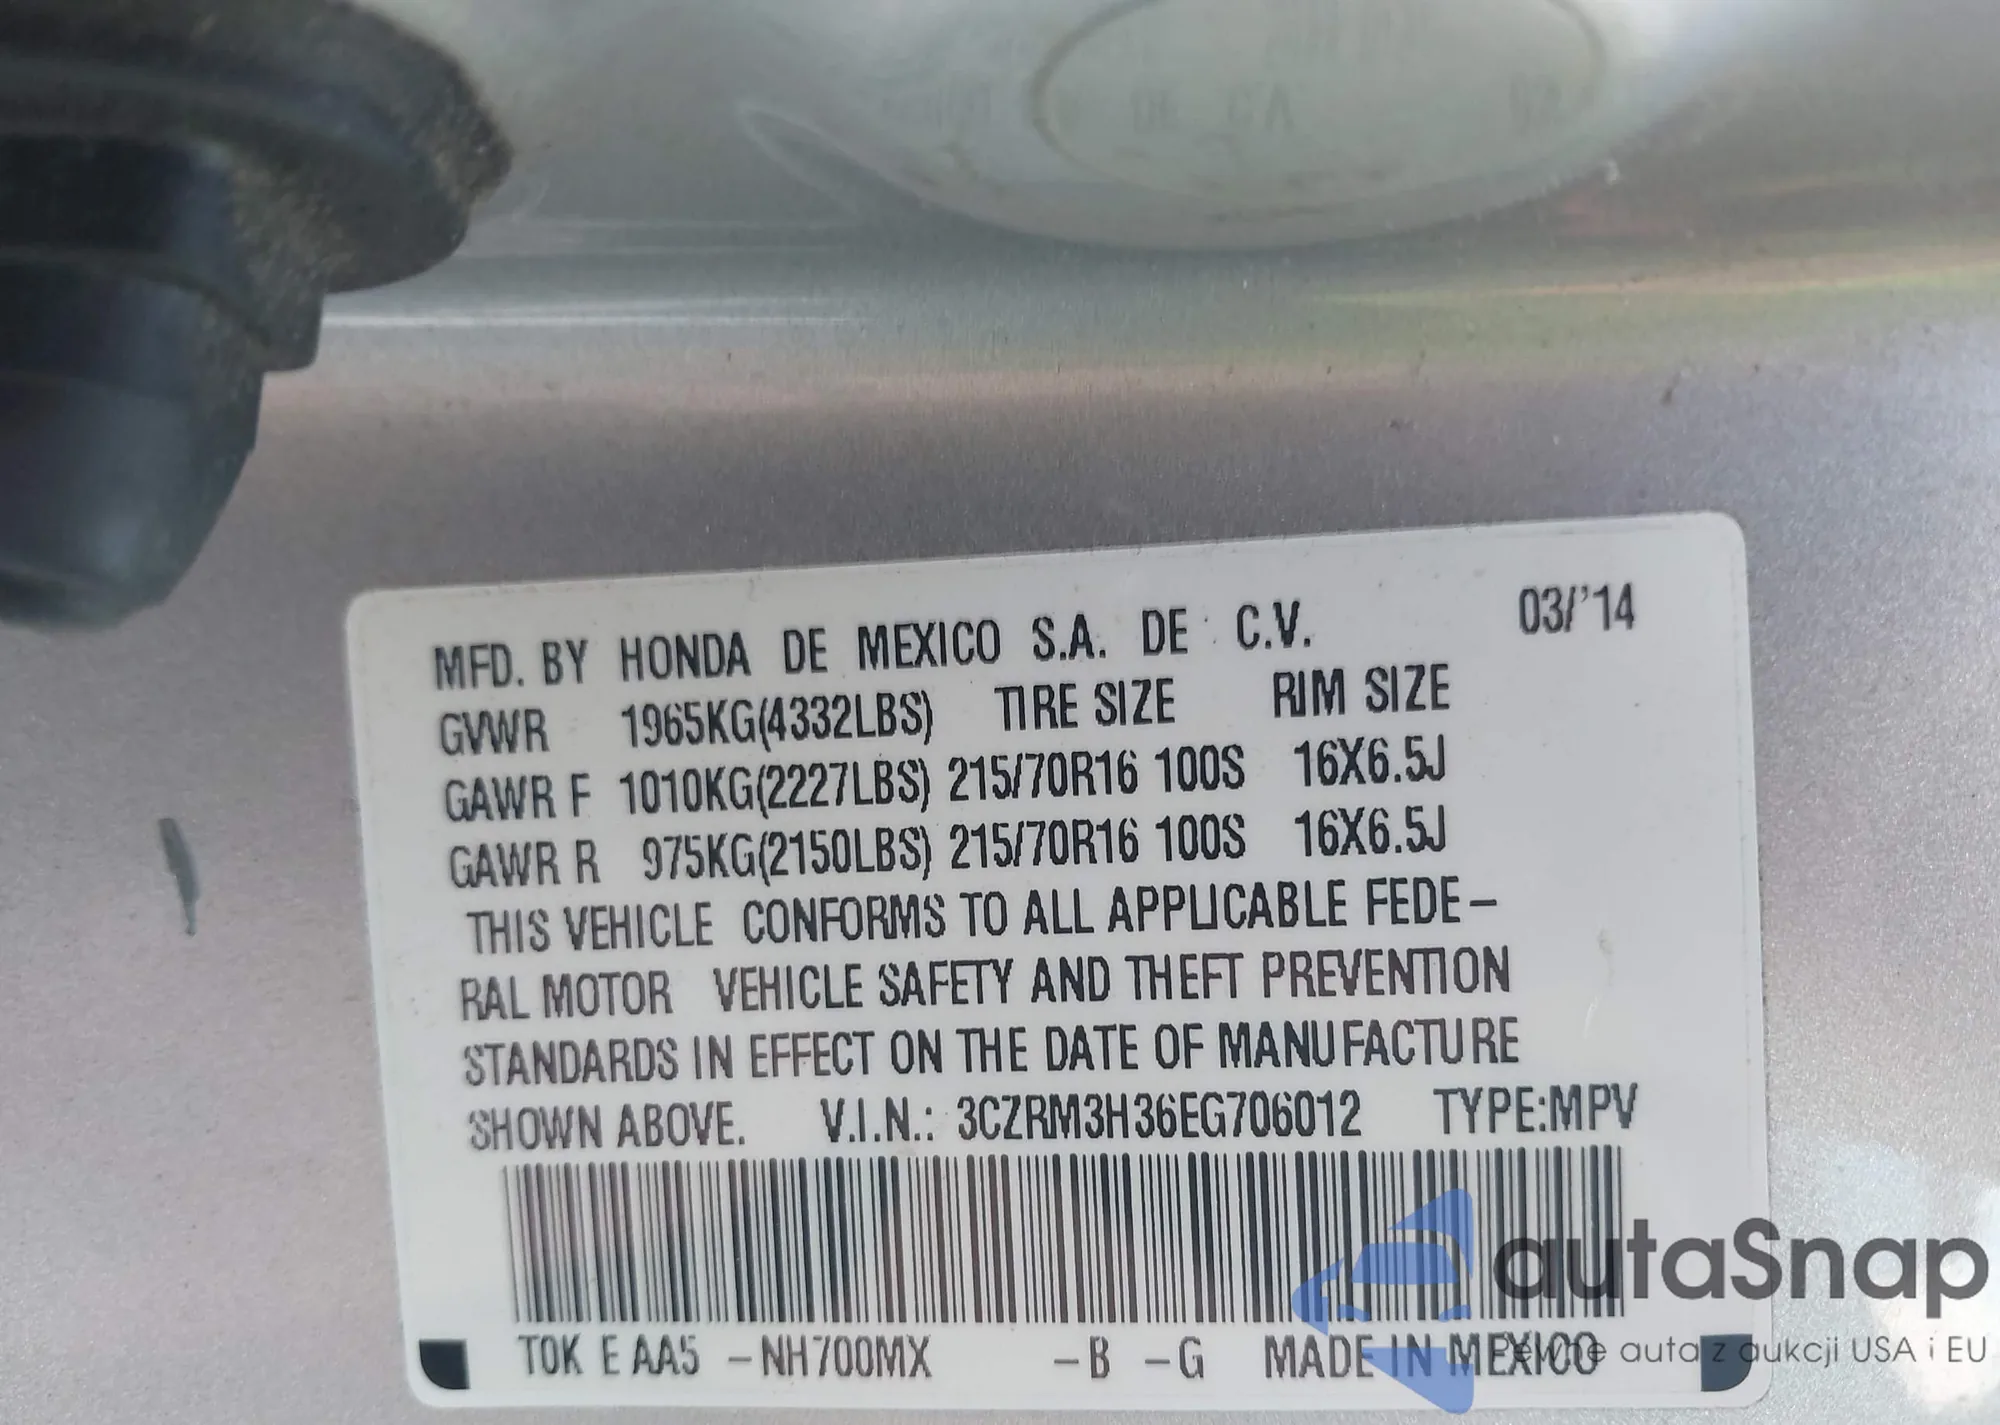 MFD. BY HONDA DE MEXICO S.A. DE C.V. 03/'14
GVWR 1965KG(4332LBS) TIRE SIZE RIM SIZE
GAWR F 1010KG(2227LBS) 215/70R16 100S 16X6.5J
GAWR R 975KG(2150LBS) 215/70R16 100S 16X6.5J
THIS VEHICLE CONFORMS TO ALL APPLICABLE FEDE–
RAL MOTOR VEHICLE SAFETY AND THEFT PREVENTION
STANDARDS IN EFFECT ON THE DATE OF MANUFACTURE
SHOWN ABOVE. V.I.N.: 3CZRM3H36EG706012 TYPE:MPV
TOK E AA5 –NH700MX –B –G MADE IN MEXICO
autaSnap
Pewne auta z aukcji USA i EU